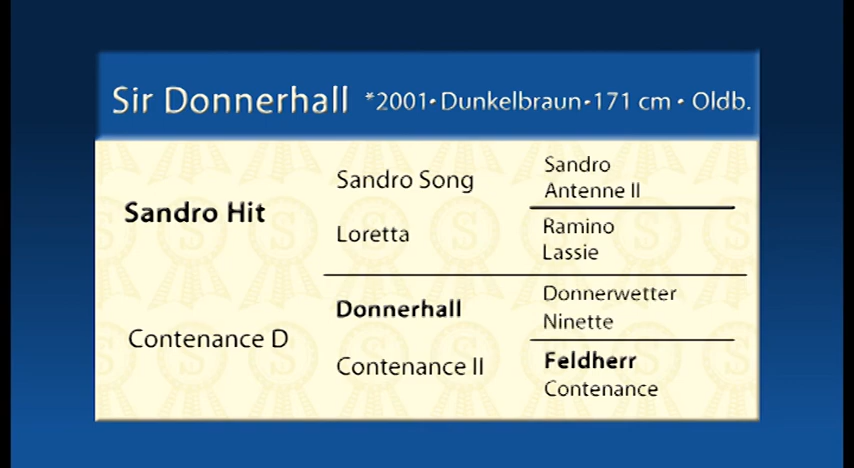 Sir Donnerhall *2001•Dunkelbraun•171 cm • Oldb.
Sandro Hit
Contenance D
Sandro Song
Loretta
Donnerhall
Contenance II
Sandro
Antenne II
Ramino
Lassie
Donnerwetter
Ninette
Feldherr
Contenance